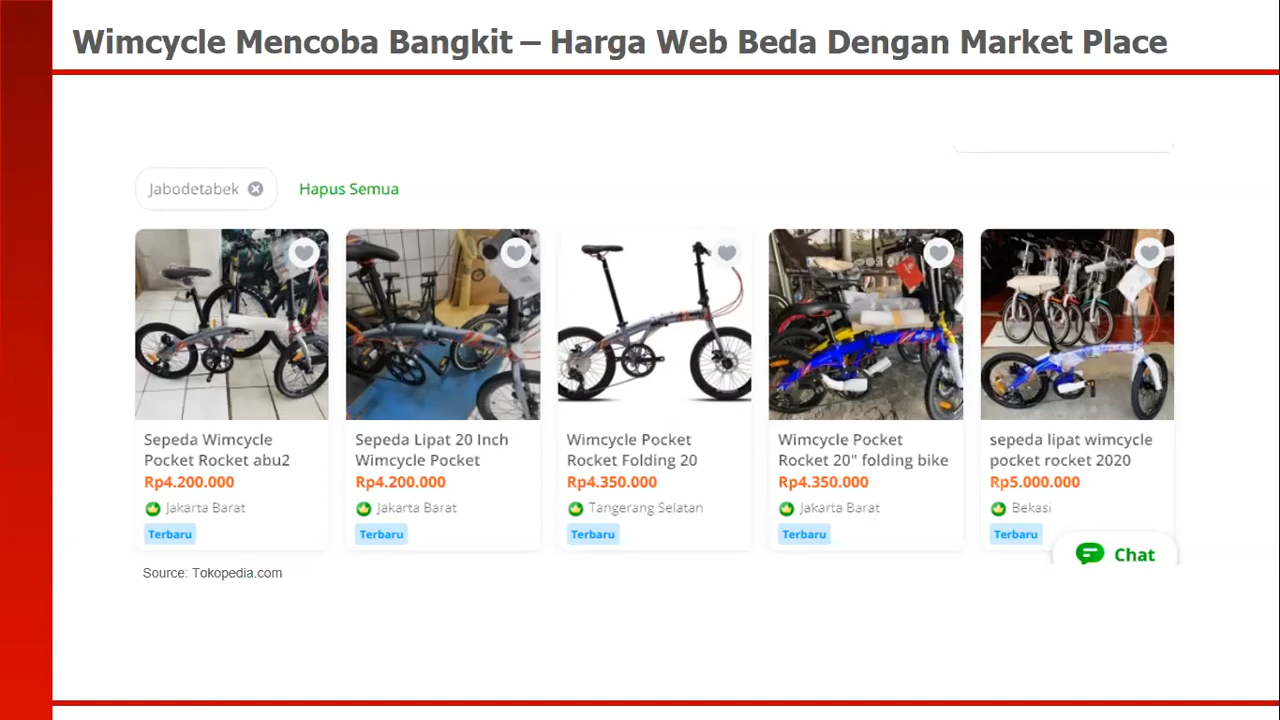 Wimcycle Mencoba Bangkit – Harga Web Beda Dengan Market Place
Jabodetabek
Hapus Semua
Sepeda Wimcycle
Pocket Rocket abu2
Rp4.200.000
Jakarta Barat
Terbaru
Sepeda Lipat 20 Inch
Wimcycle Pocket
Rp4.200.000
Jakarta Barat
Terbaru
Wimcycle Pocket
Rocket Folding 20
Rp4.350.000
Tangerang Selatan
Terbaru
Wimcycle Pocket
Rocket 20" folding bike
Rp4.350.000
Jakarta Barat
Terbaru
sepeda lipat wimcycle
pocket rocket 2020
Rp5.000.000
Bekasi
Terbaru
Chat
Source: Tokopedia.com